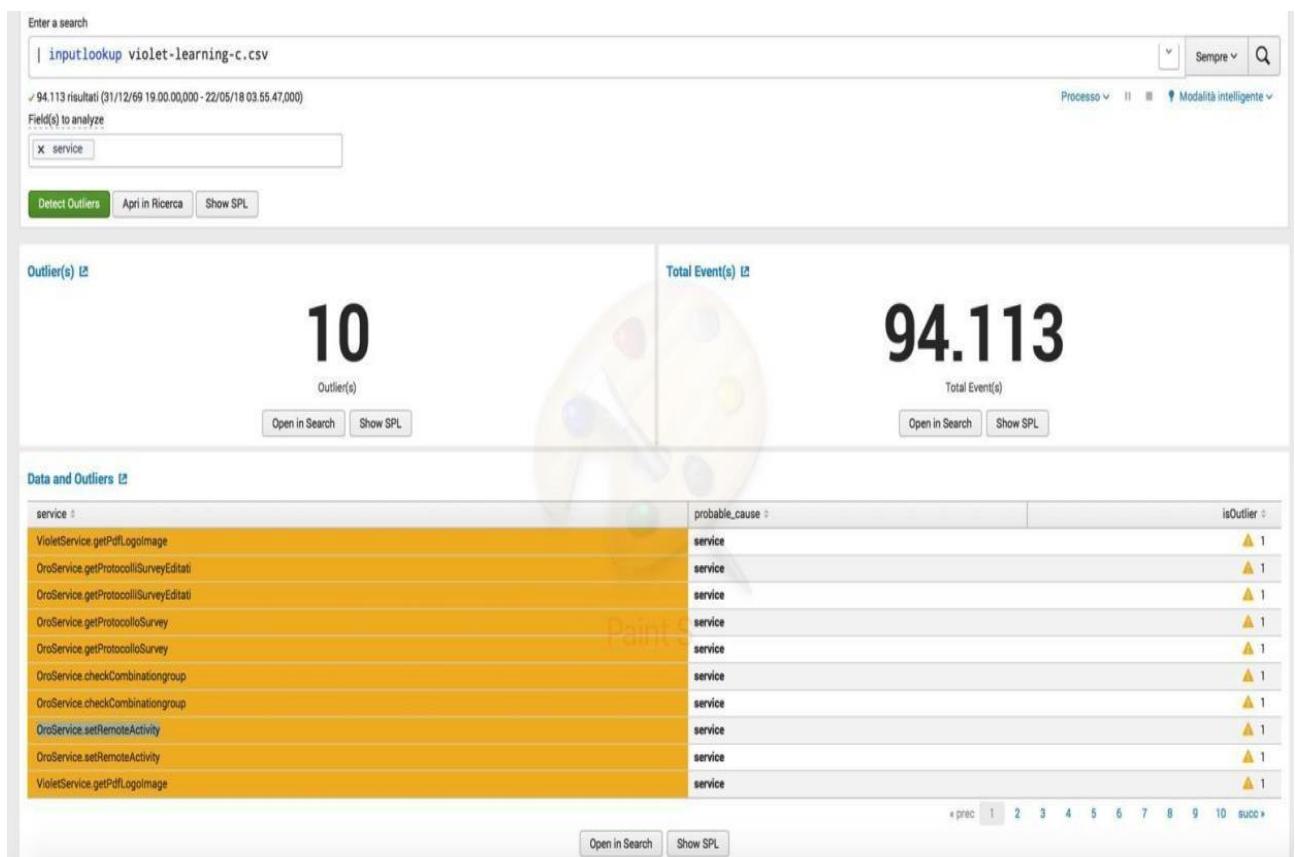 Enter a search
| inputlookup violet-learning-c.csv
Sempre
✓ 94.113 risultati (31/12/69 19.00.00,000 - 22/05/18 03.55.47,000)
Processo
Modalità intelligente
Field(s) to analyze
x service
Detect Outliers Apri in Ricerca Show SPL
Outlier(s)
10
Outlier(s)
Open in Search Show SPL
Total Event(s)
94.113
Total Event(s)
Open in Search Show SPL
Data and Outliers
service probable_cause isOutlier
VioletService.getPdfLogoImage service 1
OroService.getProtocolliSurveyEditati service 1
OroService.getProtocolliSurveyEditati service 1
OroService.getProtocolloSurvey service 1
OroService.getProtocolloSurvey service 1
OroService.checkCombinationgroup service 1
OroService.checkCombinationgroup service 1
OroService.setRemoteActivity service 1
OroService.setRemoteActivity service 1
VioletService.getPdfLogoImage service 1
Paint S
« prec 1 2 3 4 5 6 7 8 9 10 succ »
Open in Search Show SPL